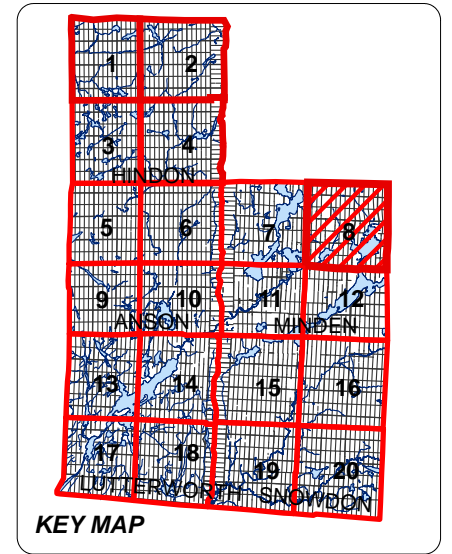 1 2
3 4
HINDON
5 6 7 8
9 10 11 12
ANSON MINDEN
13 14 15 16
17 18 19 20
LUTTERWORTH SNOWDON
KEY MAP